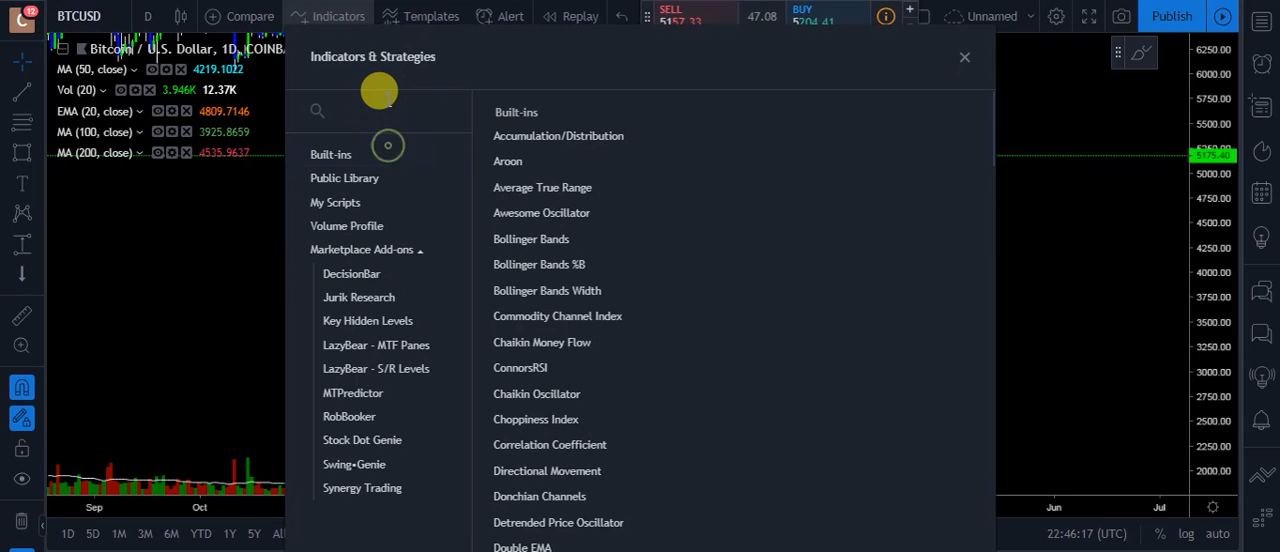 C 12
BTCUSD D Compare Indicators Templates Alert Replay SELL 5157.33 47.08 BUY 5204.41 Unnamed Publish
Bitcoin / U.S. Dollar, 1D, COINBA
MA (50, close) 4219.1022
Vol (20) 3.946K 12.37K
EMA (20, close) 4809.7146
MA (100, close) 3925.8659
MA (200, close) 4535.9637
Indicators & Strategies
Built-ins
Public Library
My Scripts
Volume Profile
Marketplace Add-ons
DecisionBar
Jurik Research
Key Hidden Levels
LazyBear - MTF Panes
LazyBear - S/R Levels
MTPredictor
RobBooker
Stock Dot Genie
Swing•Genie
Synergy Trading
Built-ins
Accumulation/Distribution
Aroon
Average True Range
Awesome Oscillator
Bollinger Bands
Bollinger Bands %B
Bollinger Bands Width
Commodity Channel Index
Chaikin Money Flow
ConnorsRSI
Chaikin Oscillator
Choppiness Index
Correlation Coefficient
Directional Movement
Donchian Channels
Detrended Price Oscillator
Double EMA
6250.00
6000.00
5750.00
5500.00
5175.40
5000.00
4750.00
4500.00
4250.00
4000.00
3750.00
3500.00
3250.00
3000.00
2750.00
2500.00
2250.00
2000.00
Sep Oct Jun Jul
1D 5D 1M 3M 6M YTD 1Y 5Y All 22:46:17 (UTC) % log auto